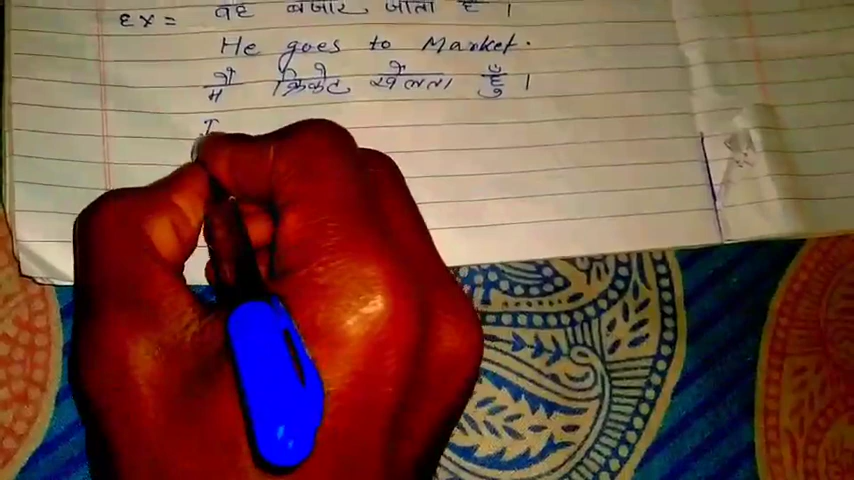 Ex = वह बजार जाता है ।
He goes to Market.
मैं क्रिकेट खेलता हूँ ।
I